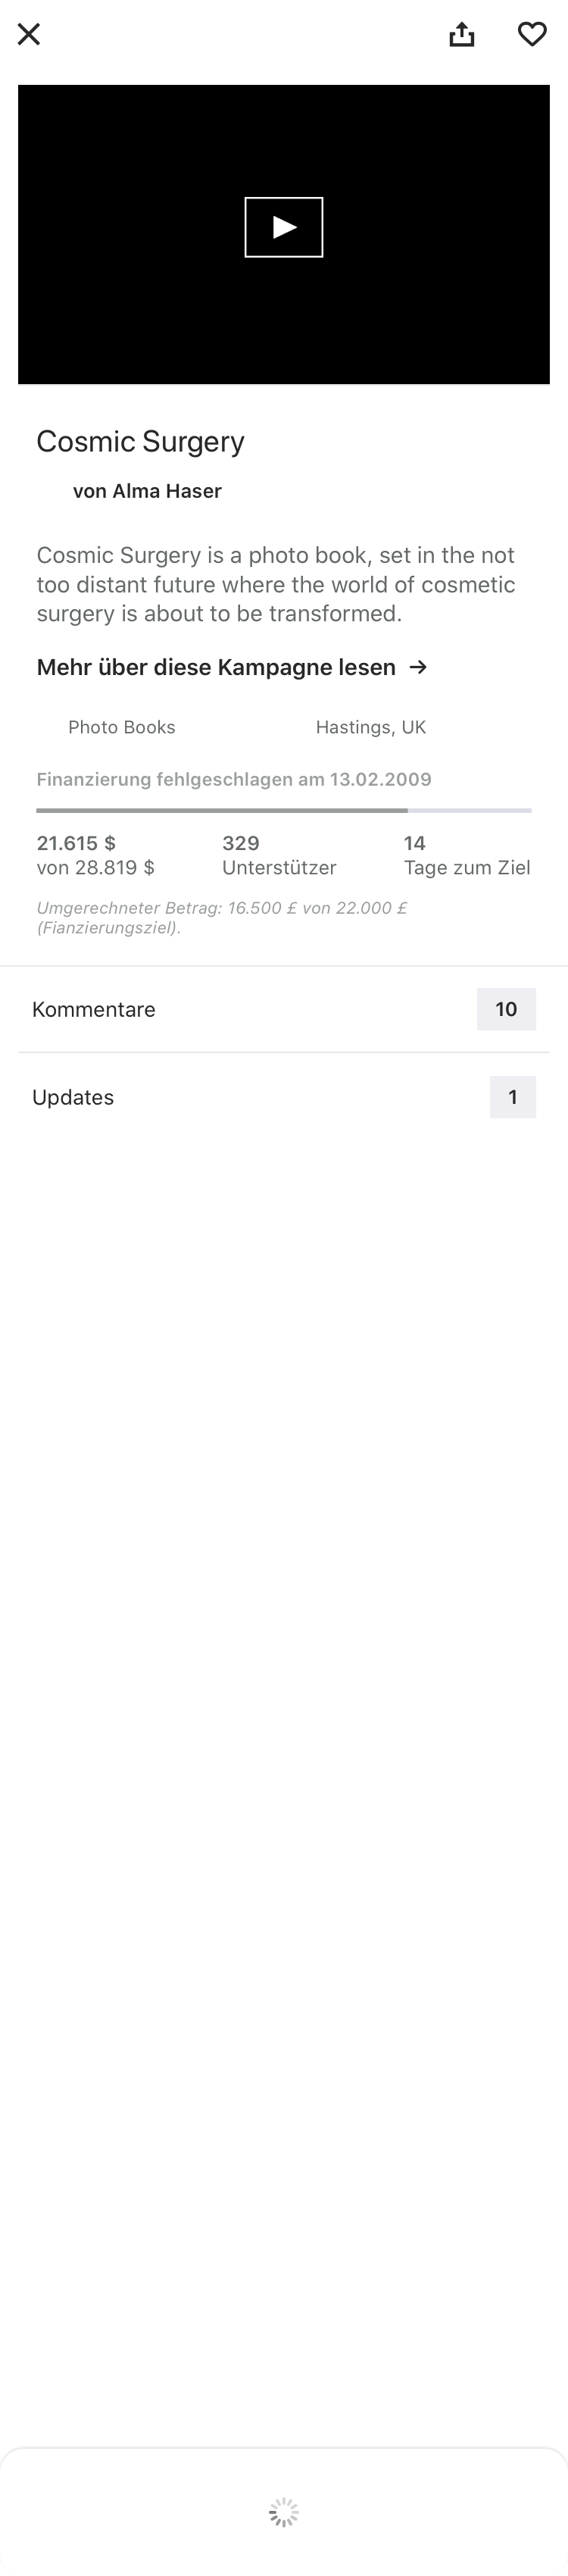 Cosmic Surgery
von Alma Haser
Cosmic Surgery is a photo book, set in the not
too distant future where the world of cosmetic
surgery is about to be transformed.
Mehr über diese Kampagne lesen →
Photo Books
Hastings, UK
Finanzierung fehlgeschlagen am 13.02.2009
21.615 $
329
14
von 28.819 $
Unterstützer
Tage zum Ziel
Umgerechneter Betrag: 16.500 £ von 22.000 £
(Fianzierungsziel).
Kommentare
10
Updates
1